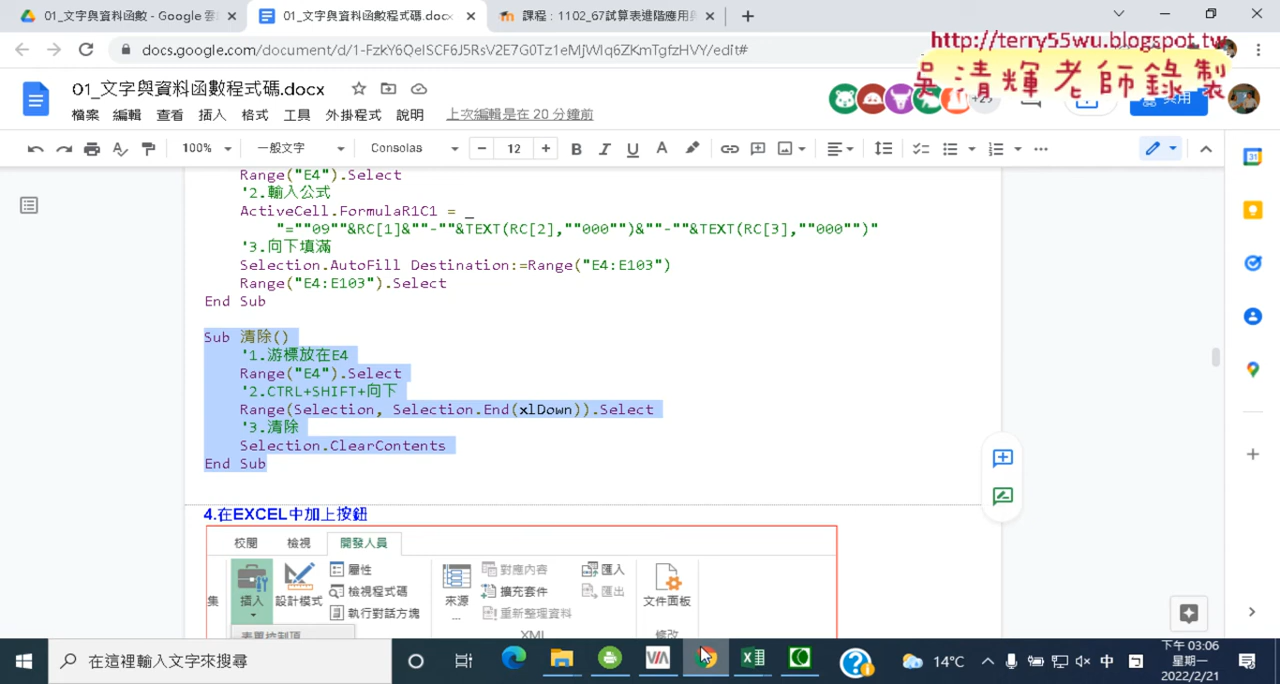 01_文字與資料函數 - Google 雲
01_文字與資料函數程式碼.docx
課程：1102_67試算表進階應用
docs.google.com/document/d/1-FzkY6QeISCF6J5RsV2E7G0Tz1eMjWIq6ZKmTgfzHVY/edit#
http://terry55wu.blogspot.tw
吳清輝老師錄製
01_文字與資料函數程式碼.docx
檔案 編輯 查看 插入 格式 工具 外掛程式 說明 上次編輯是在 20 分鐘前
共用
100% 一般文字 Consolas 12 B I U A
Range("E4").Select
'2.輸入公式
ActiveCell.FormulaR1C1 = _
"=""09""&RC[1]&""-""&TEXT(RC[2],""000"")&""-""&TEXT(RC[3],""000"")"
'3.向下填滿
Selection.AutoFill Destination:=Range("E4:E103")
Range("E4:E103").Select
End Sub
Sub 清除()
'1.游標放在E4
Range("E4").Select
'2.CTRL+SHIFT+向下
Range(Selection, Selection.End(xlDown)).Select
'3.清除
Selection.ClearContents
End Sub
4.在EXCEL中加上按鈕
校閱 檢視 開發人員
集 插入 設計模式 屬性 檢視程式碼 執行對話方塊
來源 對應內容 擴充套件 重新整理資料 匯入 匯出
文件面板
XML 修改
表單控制項
在這裡輸入文字來搜尋
14°C
中
下午 03:06
星期一
2022/2/21